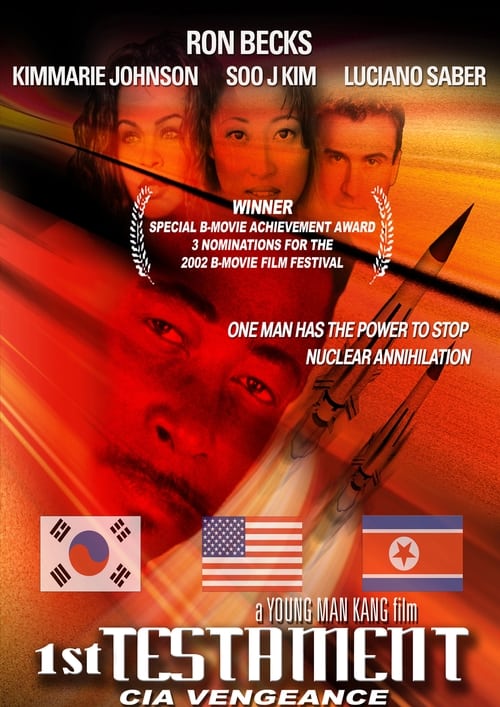 RON BECKS
KIMMARIE JOHNSON SOO J KIM LUCIANO SABER
WINNER
SPECIAL B-MOVIE ACHIEVEMENT AWARD
3 NOMINATIONS FOR THE
2002 B-MOVIE FILM FESTIVAL
ONE MAN HAS THE POWER TO STOP
NUCLEAR ANNIHILATION
a YOUNG MAN KANG film
1st TESTAMENT
CIA VENGEANCE